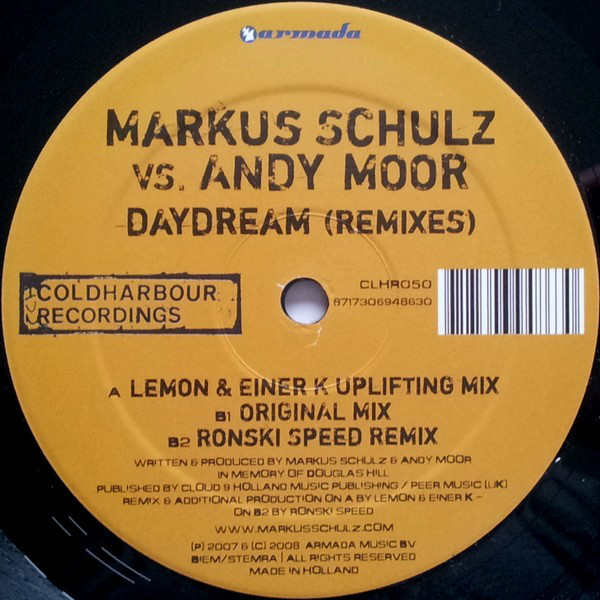 armada
MARKUS SCHULZ
VS. ANDY MOOR
DAYDREAM (REMIXES)
COLDHARBOUR
RECORDINGS
CLHR050
8717306948630
A LEMON & EINER K UPLIFTING MIX
B1 ORIGINAL MIX
B2 RONSKI SPEED REMIX
WRITTEN & PRODUCED BY MARKUS SCHULZ & ANDY MOOR
IN MEMORY OF DOUGLAS HILL
PUBLISHED BY CLOUD 9 HOLLAND MUSIC PUBLISHING / PEER MUSIC (UK)
REMIX & ADDITIONAL PRODUCTION ON A BY LEMON & EINER K –
ON B2 BY RONSKI SPEED
WWW.MARKUSSCHULZ.COM
(P) 2007 & (C) 2008 ARMADA MUSIC BV
BIEM/STEMRA | ALL RIGHTS RESERVED
MADE IN HOLLAND